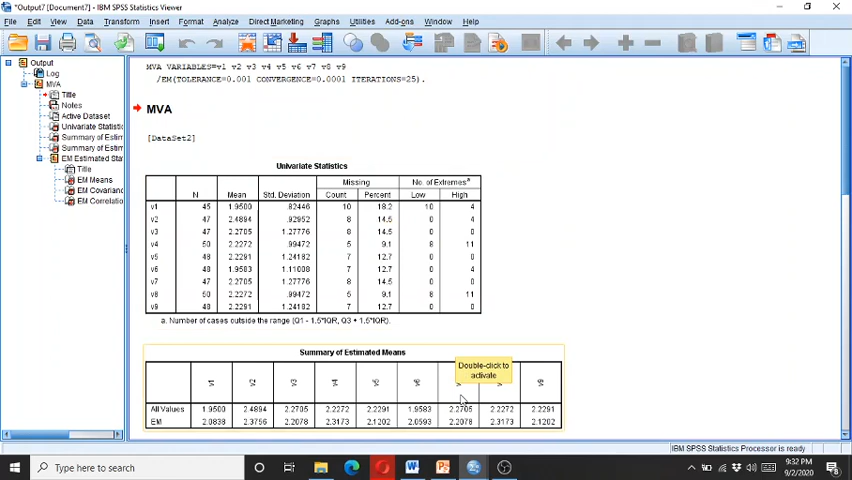 *Output7 [Document7] - IBM SPSS Statistics Viewer
File Edit View Data Transform Insert Format Analyze Direct Marketing Graphs Utilities Add-ons Window Help
Output
Log
MVA
Title
Notes
Active Dataset
Univariate Statistic
Summary of Estim
Summary of Estim
EM Estimated Sta
Title
EM Means
EM Covarianc
EM Correlatio
MVA VARIABLES=v1 v2 v3 v4 v5 v6 v7 v8 v9
/EM(TOLERANCE=0.001 CONVERGENCE=0.0001 ITERATIONS=25).
MVA
[DataSet2]
Univariate Statistics
Missing No. of Extremesª
N Mean Std. Deviation Count Percent Low High
v1 45 1.9500 .82446 10 18.2 10 4
v2 47 2.4894 .92952 8 14.5 0 4
v3 47 2.2705 1.27776 8 14.5 0 0
v4 50 2.2272 .99472 5 9.1 8 11
v5 48 2.2291 1.24182 7 12.7 0 0
v6 48 1.9583 1.11008 7 12.7 0 4
v7 47 2.2705 1.27776 8 14.5 0 0
v8 50 2.2272 .99472 5 9.1 8 11
v9 48 2.2291 1.24182 7 12.7 0 0
a. Number of cases outside the range (Q1 - 1.5*IQR, Q3 + 1.5*IQR).
Summary of Estimated Means
Double-click to
activate
v1 v2 v3 v4 v5 v6 v9
All Values 1.9500 2.4894 2.2705 2.2272 2.2291 1.9583 2.2705 2.2272 2.2291
EM 2.0838 2.3756 2.2078 2.3173 2.1202 2.0593 2.2078 2.3173 2.1202
IBM SPSS Statistics Processor is ready
Type here to search
9:32 PM
9/2/2020